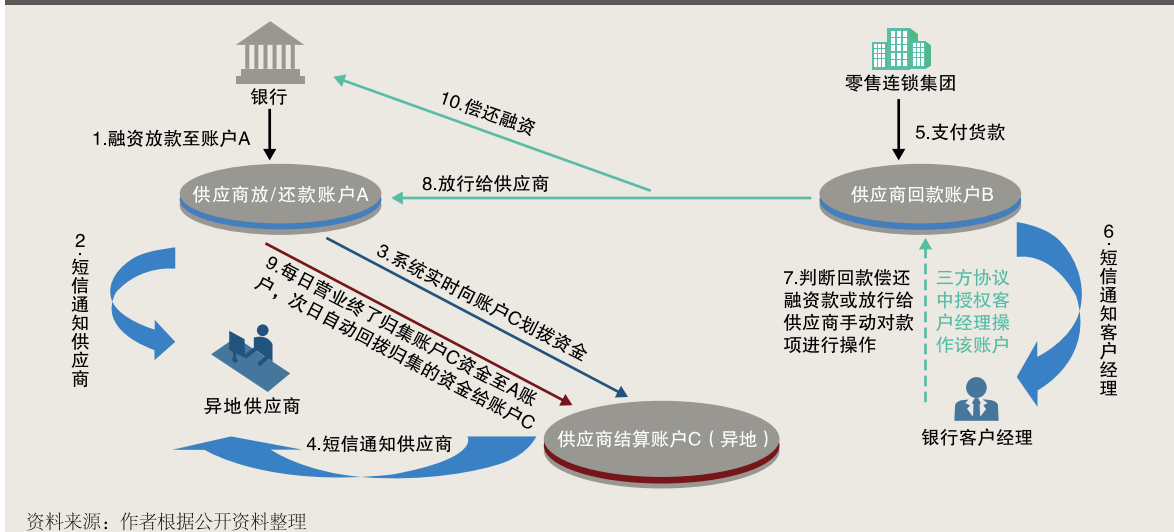 银行
零售连锁集团
1.融资放款至账户A
10.偿还融资
5.支付货款
供应商放/还款账户A
8.放行给供应商
供应商回款账户B
2.短信通知供应商
3.系统实时向账户C划拨资金
9.每日营业终了归集账户C资金至A账
户，次日自动回拨归集的资金给账户C
7.判断回款偿还
融资款或放行给
供应商手动对款
项进行操作
三方协议
中授权客
户经理操
作该账户
6.短信通知客户经理
异地供应商
4.短信通知供应商
供应商结算账户C（异地）
银行客户经理
资料来源：作者根据公开资料整理